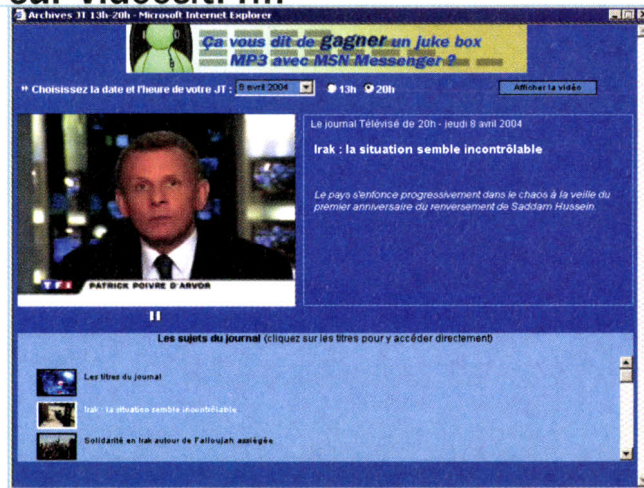 Archives JT 13h-20h - Microsoft Internet Explorer
Ça vous dit de gagner un juke box
MP3 avec MSN Messenger ?
Choisissez la date et l'heure de votre JT : 8 avril 2004 13h 20h Afficher la vidéo
Le journal Télévisé de 20h - jeudi 8 avril 2004
Irak : la situation semble incontrôlable
Le pays s'enfonce progressivement dans le chaos à la veille du
premier anniversaire du renversement de Saddam Hussein.
TF1 PATRICK POIVRE D'ARVOR
Les sujets du journal (cliquez sur les titres pour y accéder directement)
Les titres du journal
Irak : la situation semble incontrôlable
Solidarité en Irak autour de Falloujah assiégée